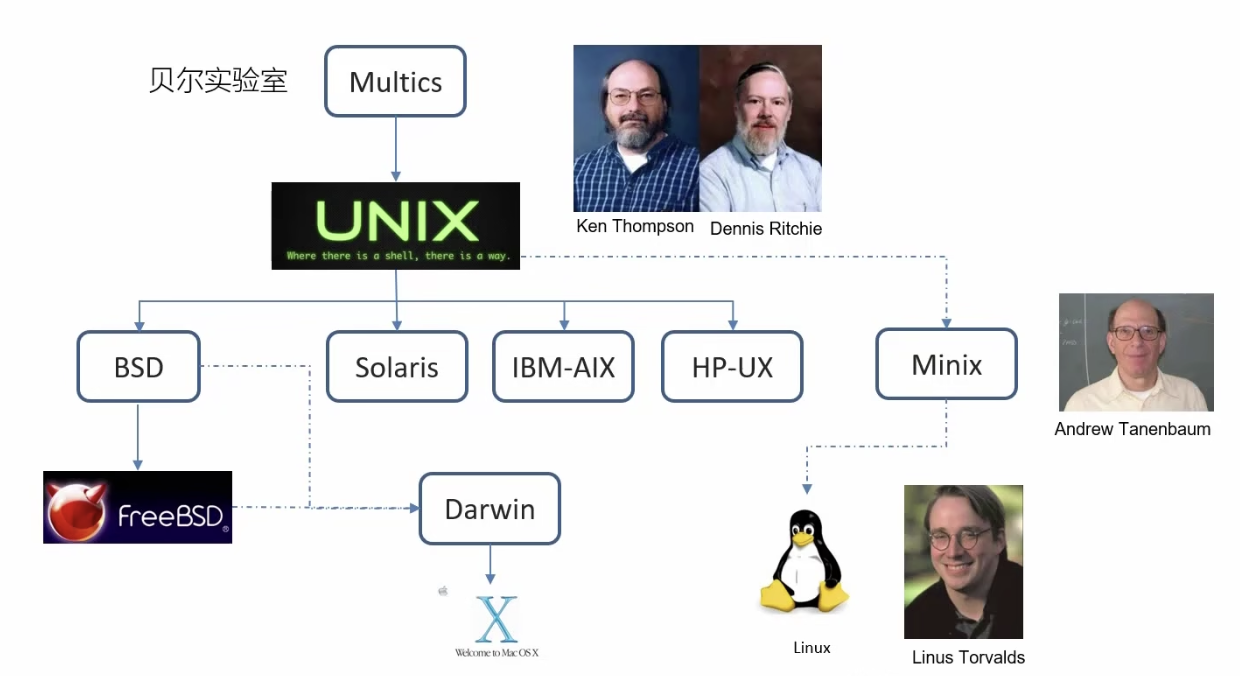 贝尔实验室
Multics
UNIX
Where there is a shell, there is a way.
Ken Thompson
Dennis Ritchie
BSD
Solaris
IBM-AIX
HP-UX
Minix
Andrew Tanenbaum
FreeBSD®
Darwin
X
Welcome to Mac OS X
Linux
Linus Torvalds